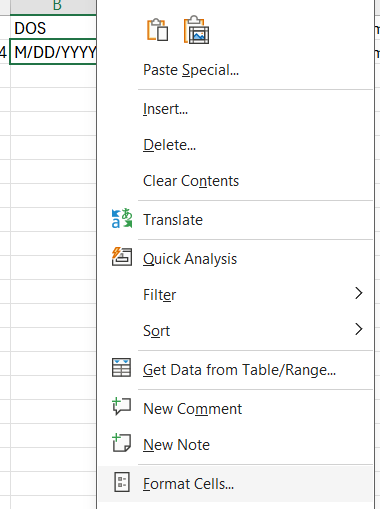 B
DOS
4 M/DD/YYYY
Paste Special...
Insert...
Delete...
Clear Contents
Translate
Quick Analysis
Filter
Sort
Get Data from Table/Range...
New Comment
New Note
Format Cells...